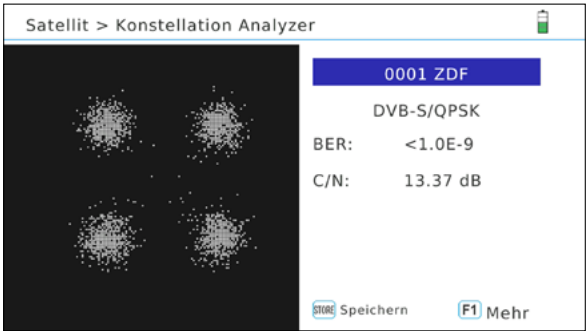 Satellit > Konstellation Analyzer
0001 ZDF
DVB-S/QPSK
BER: <1.0E-9
C/N: 13.37 dB
STORE Speichern F1 Mehr